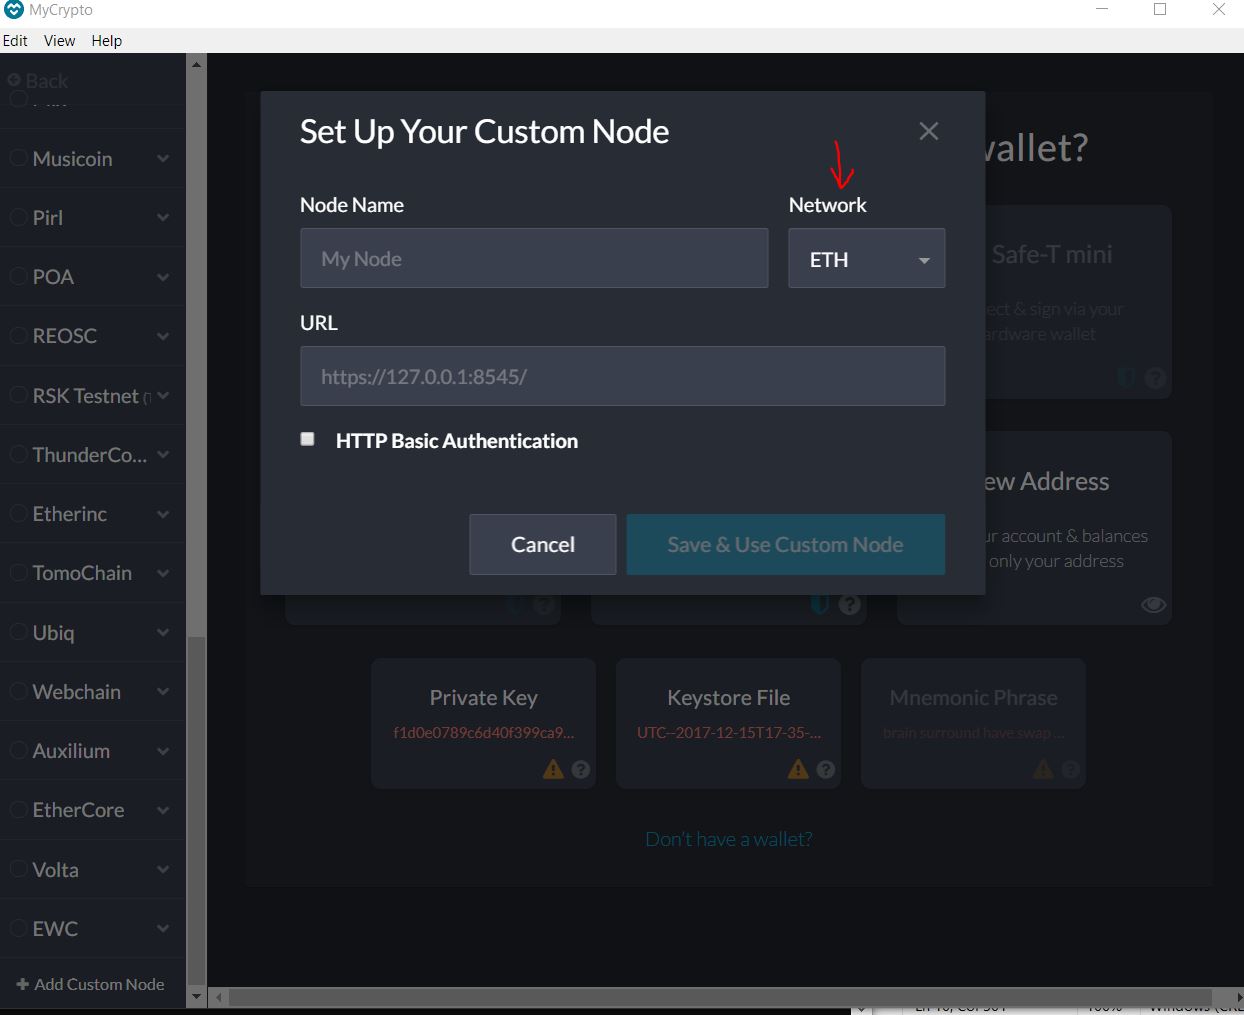 MyCrypto
Edit View Help
Back
Musicoin
Pirl
POA
REOSC
RSK Testnet (
ThunderCo...
Etherinc
TomoChain
Ubiq
Webchain
Auxilium
EtherCore
Volta
EWC
Add Custom Node
Set Up Your Custom Node
Node Name
Network
My Node
ETH
URL
https://127.0.0.1:8545/
HTTP Basic Authentication
Cancel
Save & Use Custom Node
wallet?
Safe-T mini
ect & sign via your
ardware wallet
ew Address
ur account & balances
only your address
Private Key
f1d0e0789c6d40f399ca9...
Keystore File
UTC--2017-12-15T17-35-...
Mnemonic Phrase
brain surround have swap ...
Don't have a wallet?